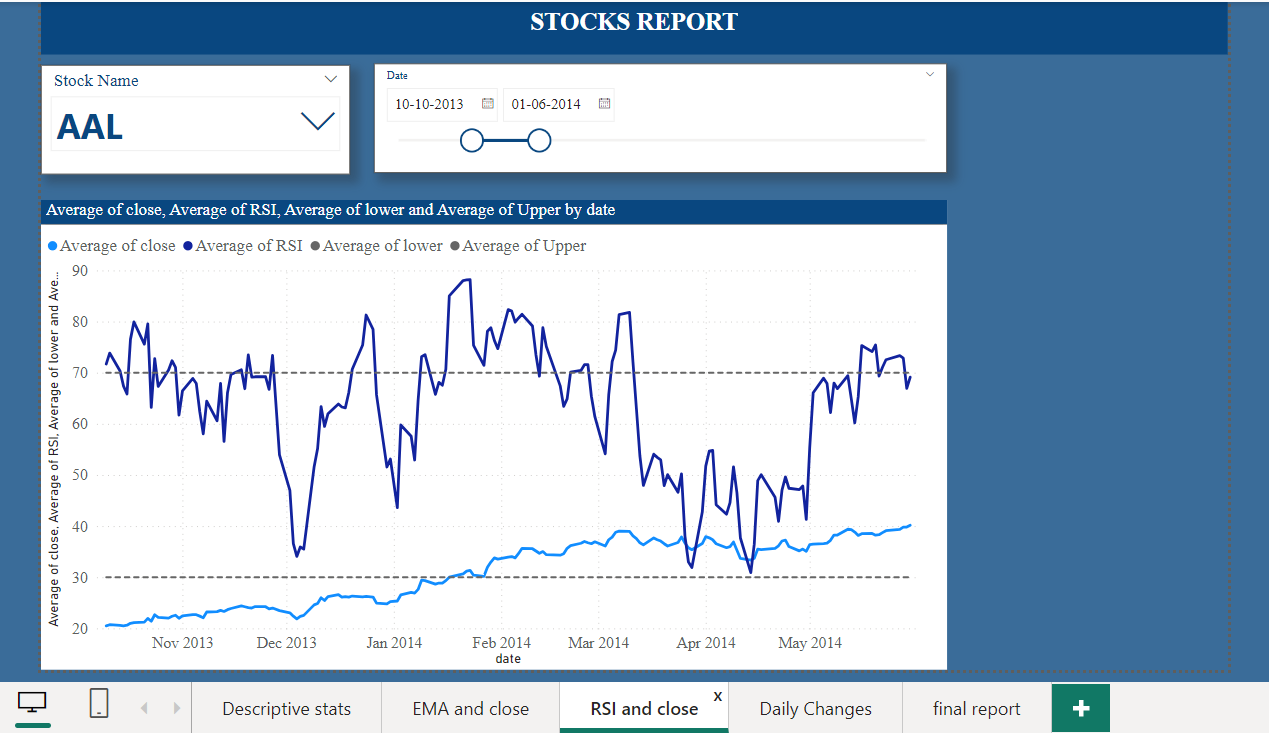 STOCKS REPORT
Stock Name
AAL
Date
10-10-2013 01-06-2014
Average of close, Average of RSI, Average of lower and Average of Upper by date
Average of close Average of RSI Average of lower Average of Upper
Average of close, Average of RSI, Average of lower and Ave...
90
80
70
60
50
40
30
20
Nov 2013 Dec 2013 Jan 2014 Feb 2014 Mar 2014 Apr 2014 May 2014
date
Descriptive stats EMA and close RSI and close x Daily Changes final report +